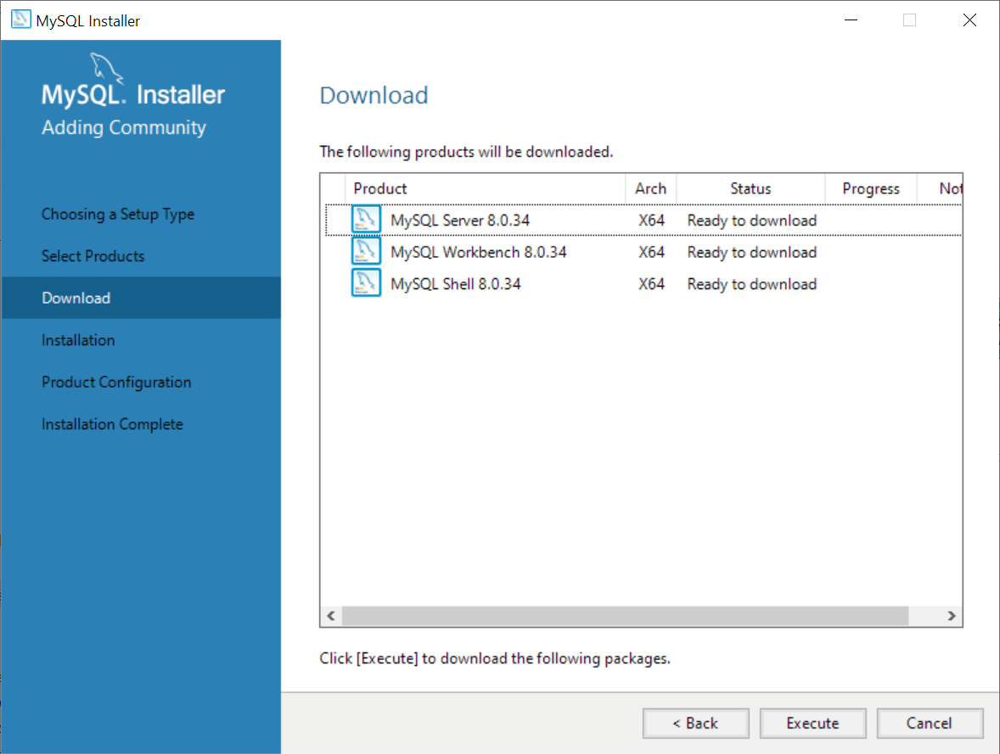 MySQL Installer
MySQL. Installer
Adding Community
Choosing a Setup Type
Select Products
Download
Installation
Product Configuration
Installation Complete
Download
The following products will be downloaded.
Product Arch Status Progress Not
MySQL Server 8.0.34 X64 Ready to download
MySQL Workbench 8.0.34 X64 Ready to download
MySQL Shell 8.0.34 X64 Ready to download
Click [Execute] to download the following packages.
< Back Execute Cancel